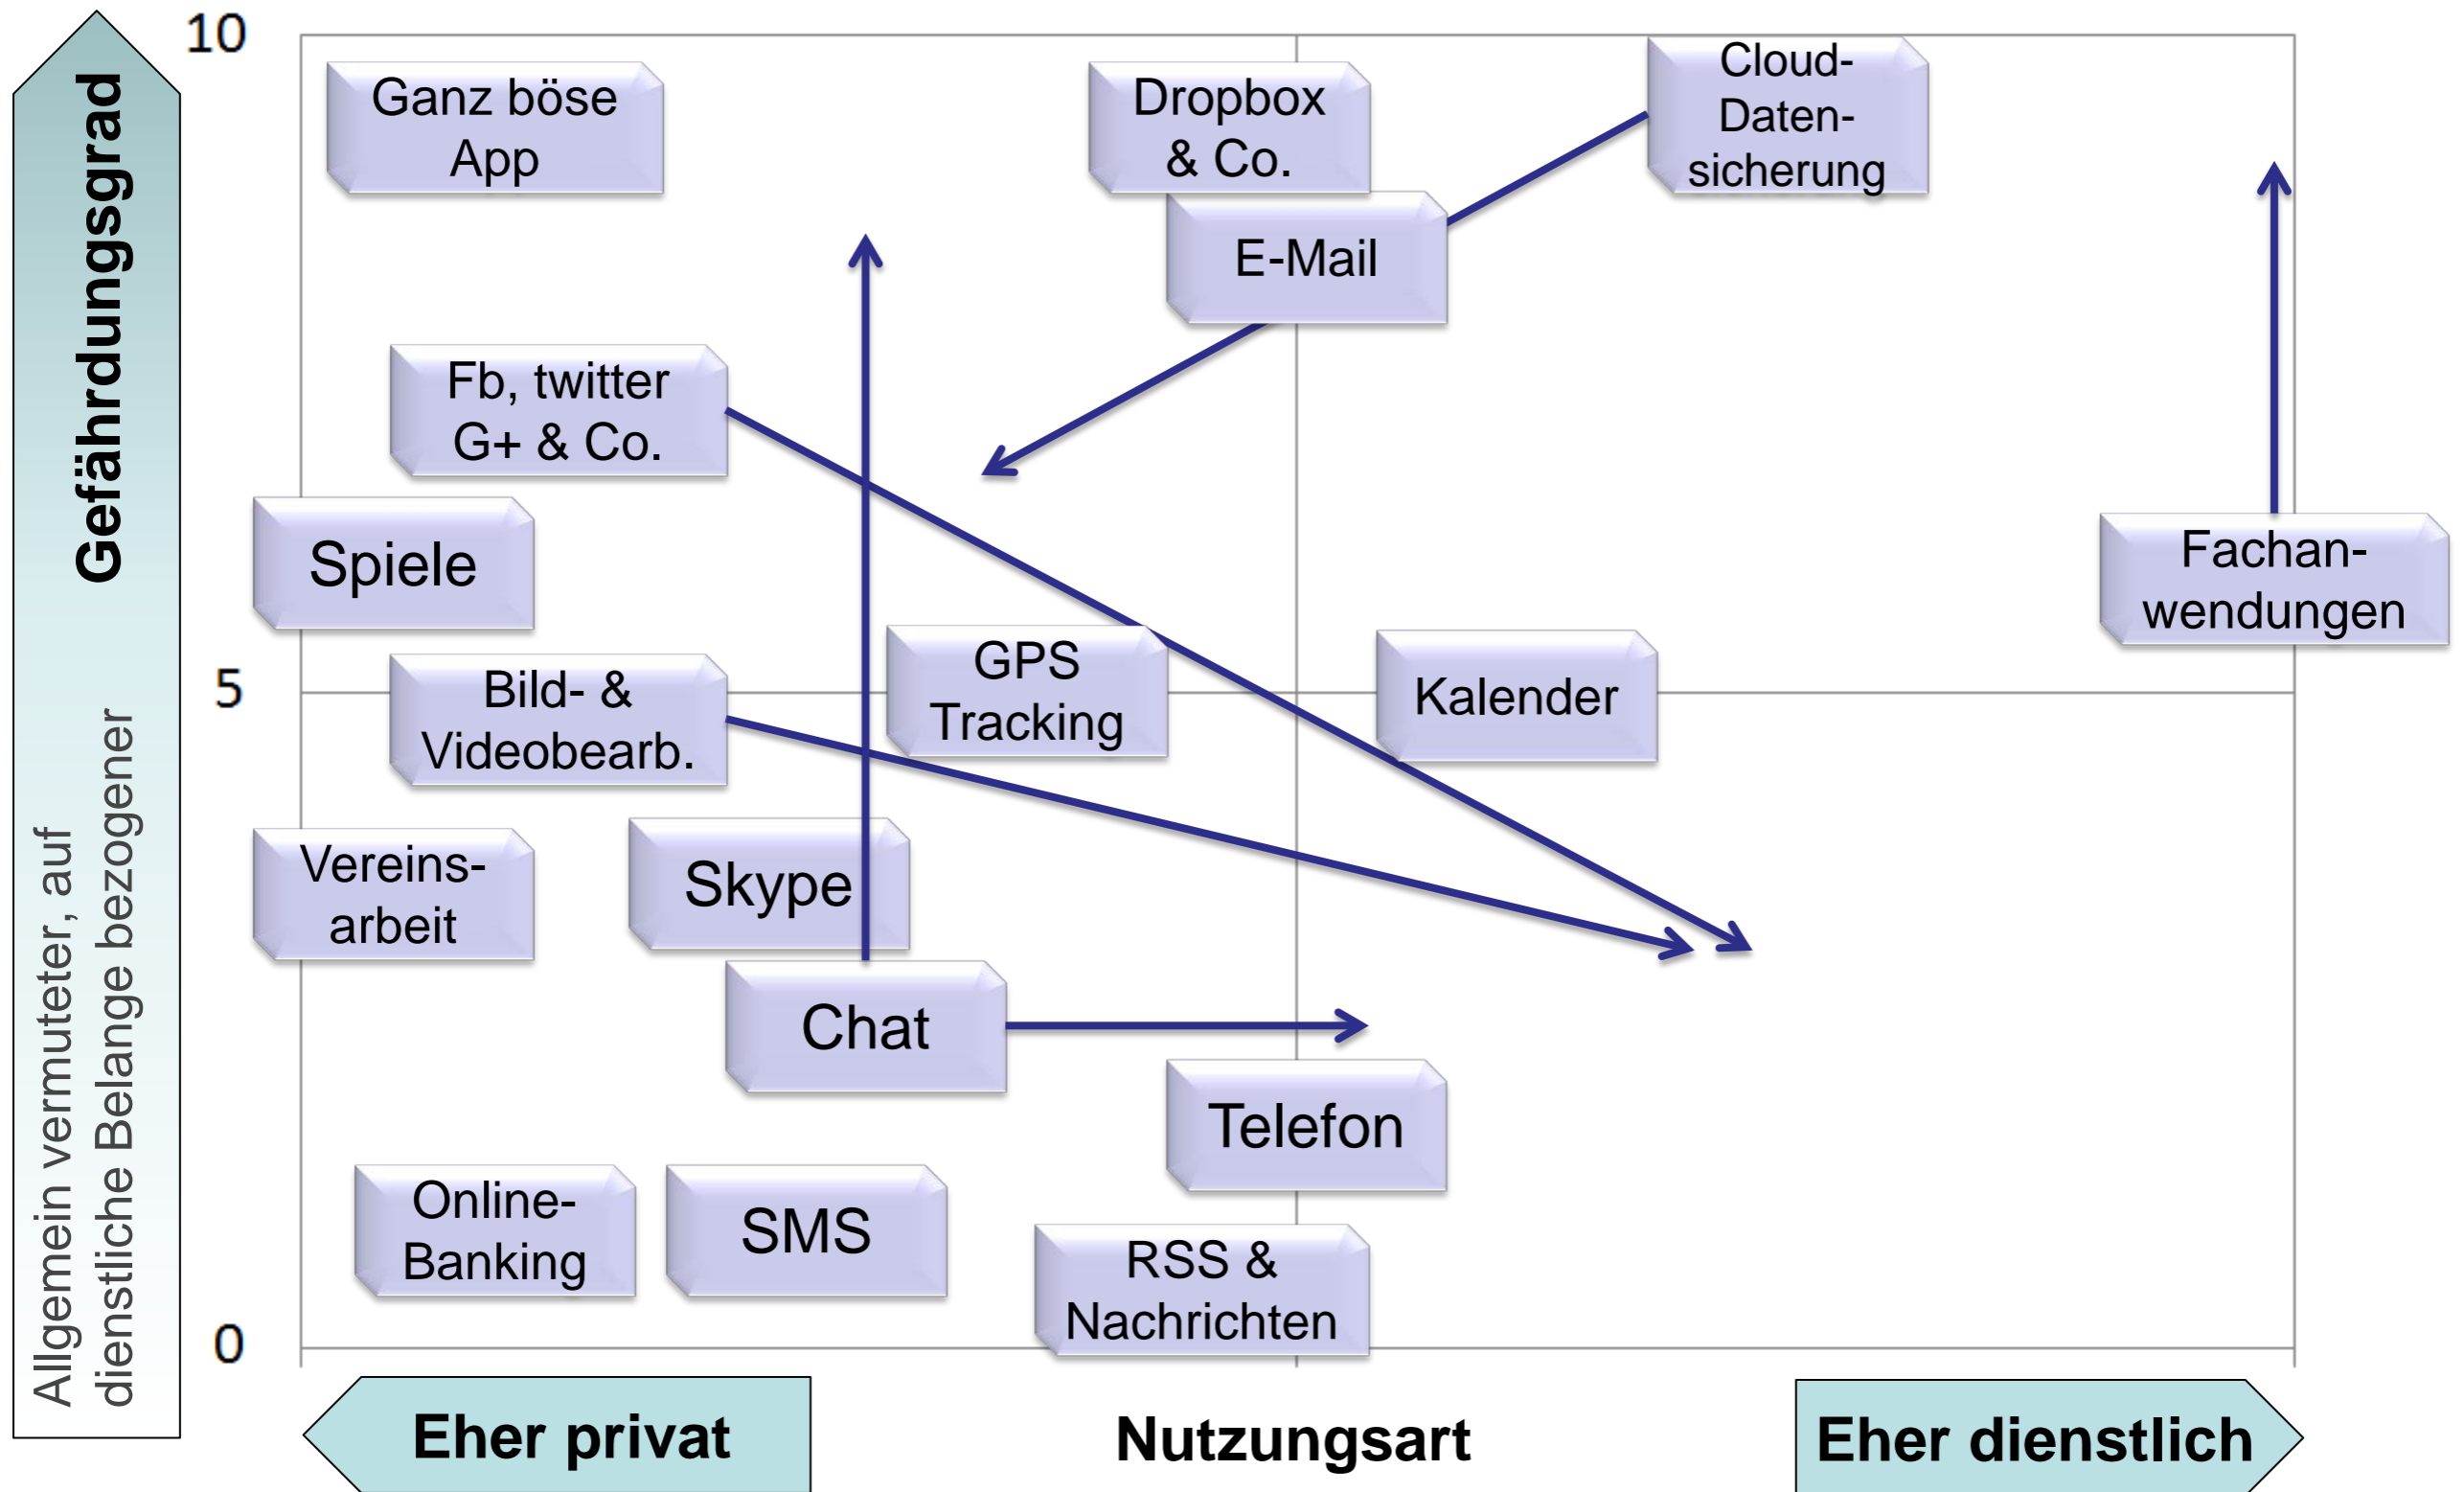 Gefährdungsgrad
Allgemein vermuteter, auf
dienstliche Belange bezogener
10
5
0
Ganz böse
App
Dropbox
& Co.
Cloud-
Daten-
sicherung
E-Mail
Fb, twitter
G+ & Co.
Spiele
Fachan-
wendungen
GPS
Tracking
Kalender
Bild- &
Videobearb.
Vereins-
arbeit
Skype
Chat
Telefon
Online-
Banking
SMS
RSS &
Nachrichten
Eher privat
Nutzungsart
Eher dienstlich